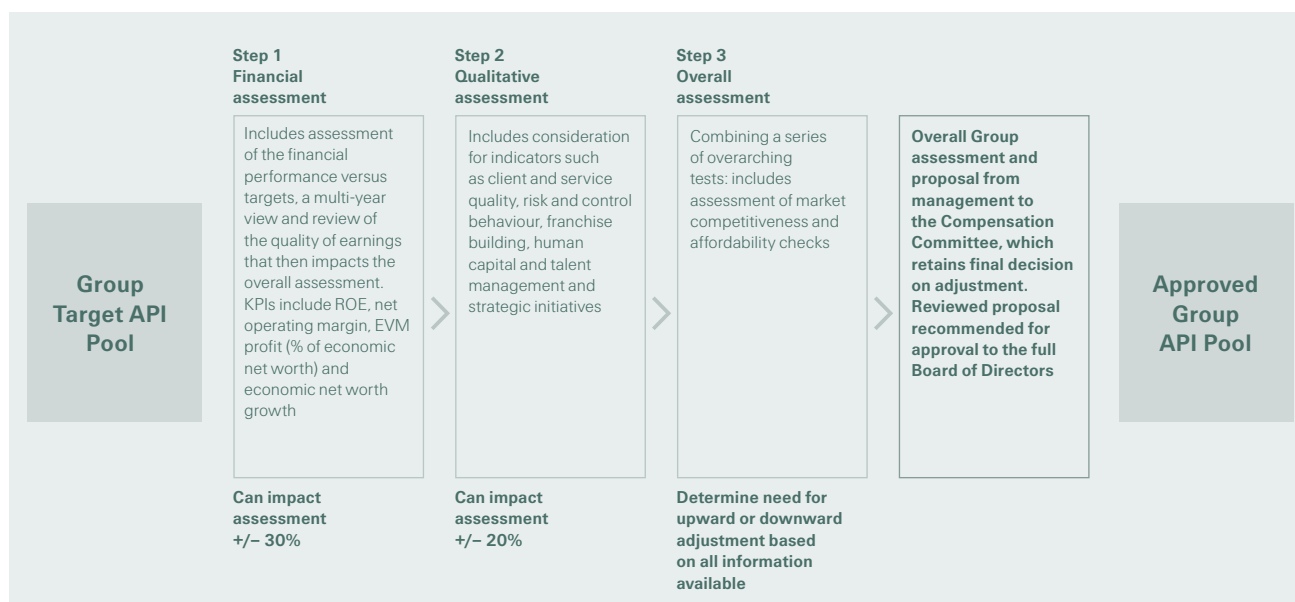 Group
Target API
Pool
Step 1
Financial
assessment
Includes assessment
of the financial
performance versus
targets, a multi-year
view and review of
the quality of earnings
that then impacts the
overall assessment.
KPIs include ROE, net
operating margin, EVM
profit (% of economic
net worth) and
economic net worth
growth
Can impact
assessment
+/– 30%
Step 2
Qualitative
assessment
Includes consideration
for indicators such
as client and service
quality, risk and control
behaviour, franchise
building, human
capital and talent
management and
strategic initiatives
Can impact
assessment
+/– 20%
Step 3
Overall
assessment
Combining a series
of overarching
tests: includes
assessment of market
competitiveness and
affordability checks
Determine need for
upward or downward
adjustment based
on all information
available
Overall Group
assessment and
proposal from
management to
the Compensation
Committee, which
retains final decision
on adjustment.
Reviewed proposal
recommended for
approval to the full
Board of Directors
Approved
Group
API Pool